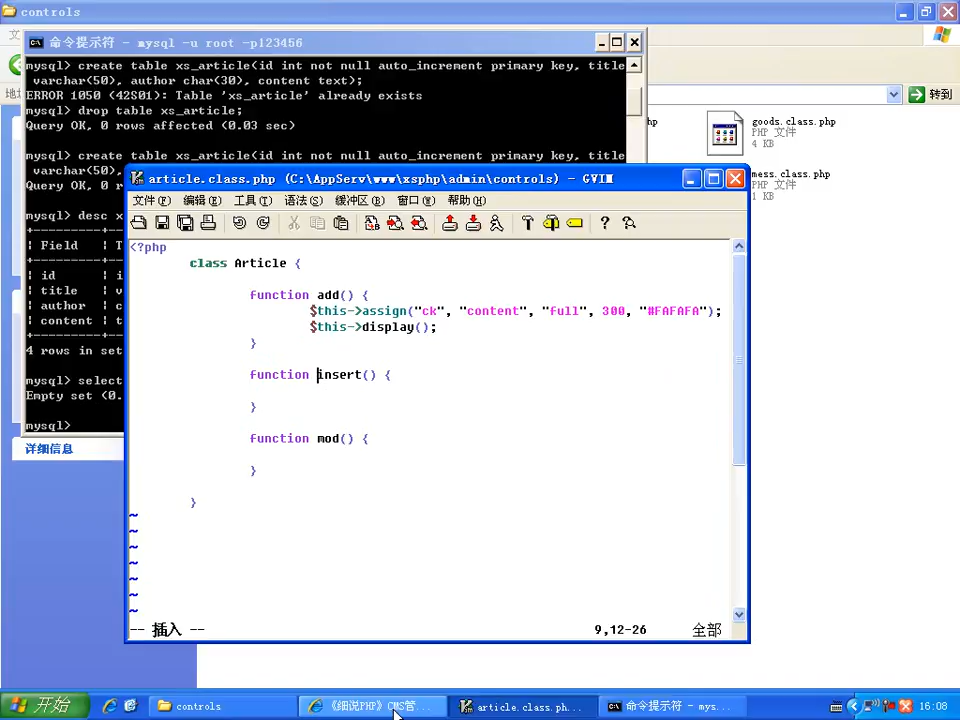 controls
命令提示符 - mysql -u root -p123456
mysql> create table xs_article(id int not null auto_increment primary key, title
varchar(50), author char(30), content text);
ERROR 1050 (42S01): Table 'xs_article' already exists
mysql> drop table xs_article;
Query OK, 0 rows affected (0.03 sec)
mysql> create table xs_article(id int not null auto_increment primary key, title
varchar(50),
Query OK, 0 r
mysql> desc x
| Field | T
| id | i
| title | v
| author | c
| content | t
4 rows in set
mysql> select
Empty set (0.
mysql>
详细信息
转到
hp
goods.class.php
PHP 文件
4 KB
mess.class.php
PHP 文件
1 KB
article.class.php (C:\AppServ\www\xsphp\admin\controls) - GVIM
文件(F) 编辑(E) 工具(T) 语法(S) 缓冲区(B) 窗口(W) 帮助(H)
<?php
class Article {
function add() {
$this->assign("ck", "content", "full", 300, "#FAFAFA");
$this->display();
}
function insert() {
}
function mod() {
}
}
~
~
~
~
~
~
~
-- 插入 -- 9,12-26 全部
开始 controls 《细说PHP》CMS管... article.class.ph... 命令提示符 - mys... 16:08